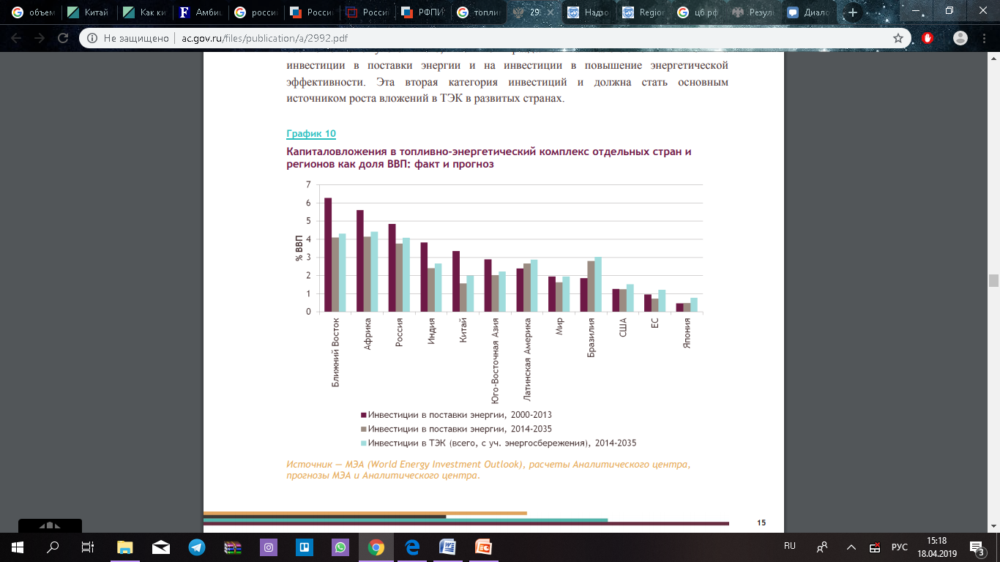 объем
Китай
Как ки
Амбиц
росси
Росси
Росси
РФПИ
топли
29
Надзо
Region
цб рф
Резул
Диало
Не защищено
ac.gov.ru/files/publication/a/2992.pdf
инвестиции в поставки энергии и на инвестиции в повышение энергетической
эффективности. Эта вторая категория инвестиций и должна стать основным
источником роста вложений в ТЭК в развитых странах.
График 10
Капиталовложения в топливно-энергетический комплекс отдельных стран и
регионов как доля ВВП: факт и прогноз
% ВВП
7
6
5
4
3
2
1
0
Ближний Восток
Африка
Россия
Индия
Китай
Юго-Восточная Азия
Латинская Америка
Мир
Бразилия
США
ЕС
Япония
Инвестиции в поставки энергии, 2000-2013
Инвестиции в поставки энергии, 2014-2035
Инвестиции в ТЭК (всего, с уч. энергосбережения), 2014-2035
Источник — МЭА (World Energy Investment Outlook), расчеты Аналитического центра,
прогнозы МЭА и Аналитического центра.
15
RU
РУС
15:18
18.04.2019
3